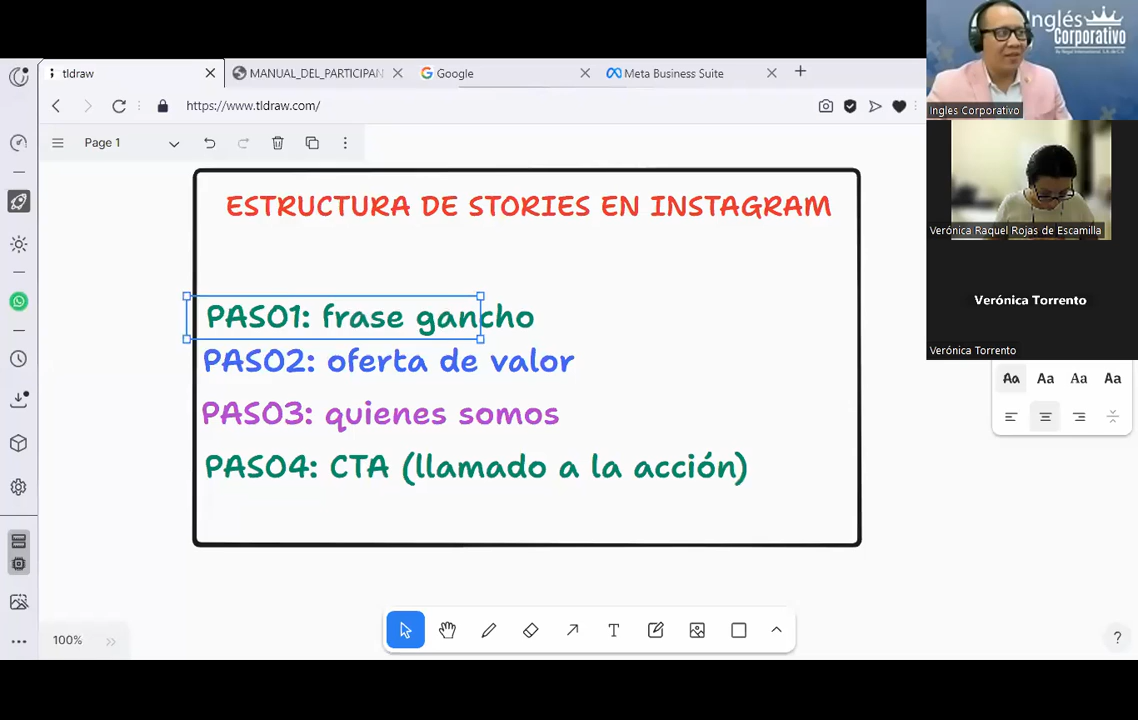 tldraw
MANUAL_DEL_PARTICIPAN
Google
Meta Business Suite
https://www.tldraw.com/
Page 1
ESTRUCTURA DE STORIES EN INSTAGRAM
PASO1: frase gancho
PASO2: oferta de valor
PASO3: quienes somos
PASO4: CTA (llamado a la acción)
100%
?
Inglés
Corporativo
Ingles Corporativo
Verónica Raquel Rojas de Escamilla
Verónica Torrento
Verónica Torrento
Aa Aa Aa Aa